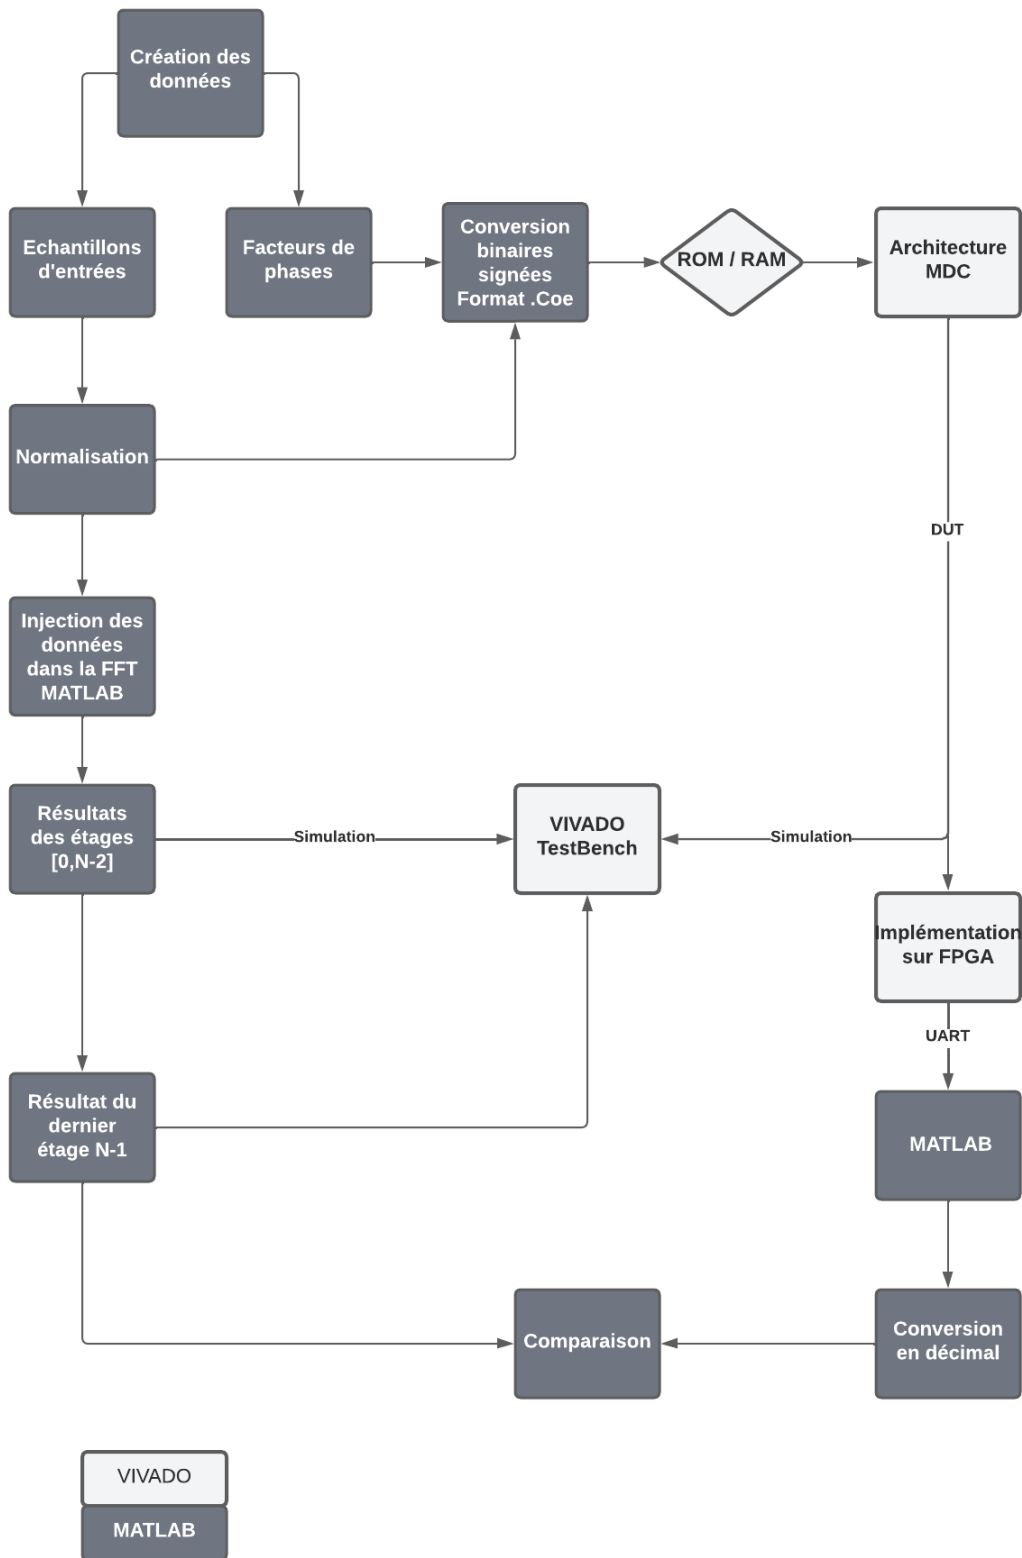 Création des
données
Echantillons
d'entrées
Facteurs de
phases
Conversion
binaires
signées
Format .Coe
ROM / RAM
Architecture
MDC
Normalisation
DUT
Injection des
données
dans la FFT
MATLAB
Résultats
des étages
[0,N-2]
Simulation
VIVADO
TestBench
Simulation
Implémentation
sur FPGA
UART
Résultat du
dernier
étage N-1
MATLAB
Comparaison
Conversion
en décimal
VIVADO
MATLAB